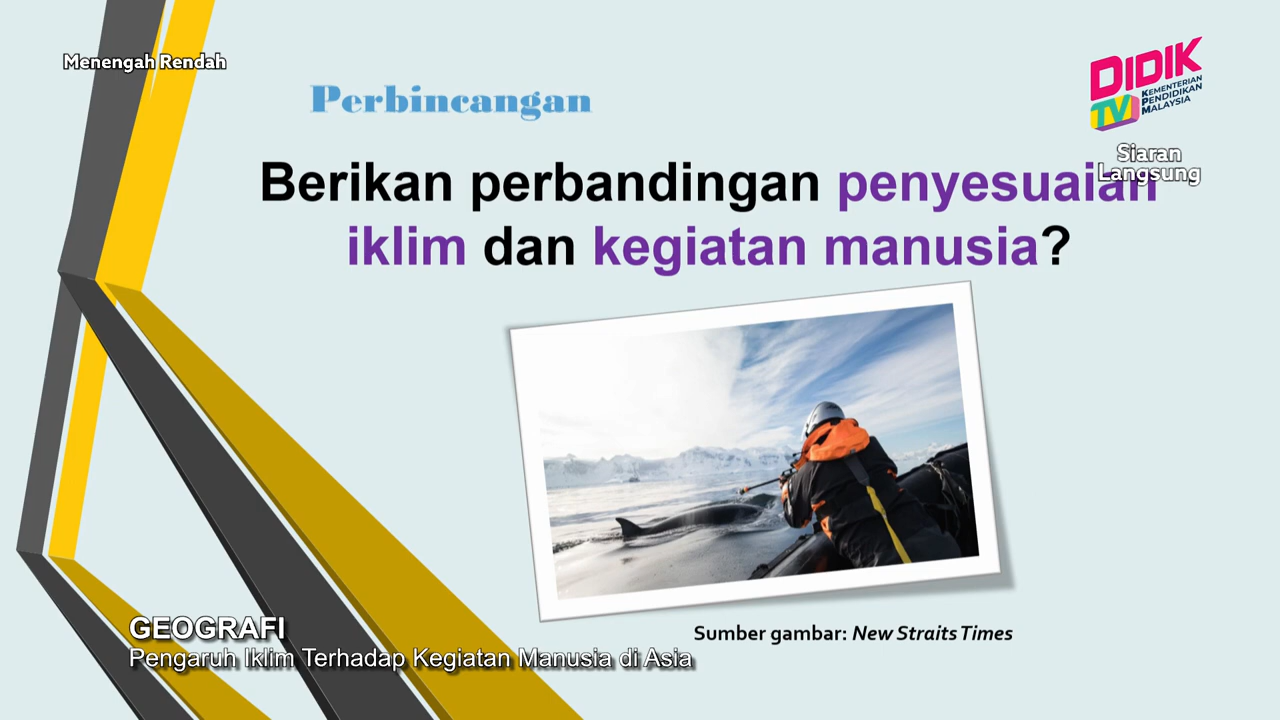 Menengah Rendah
DIDIK
TV
KEMENTERIAN
PENDIDIKAN
MALAYSIA
Siaran
Langsung
Perbincangan
Berikan perbandingan penyesuaian
iklim dan kegiatan manusia?
Sumber gambar: New Straits Times
GEOGRAFI
Pengaruh Iklim Terhadap Kegiatan Manusia di Asia